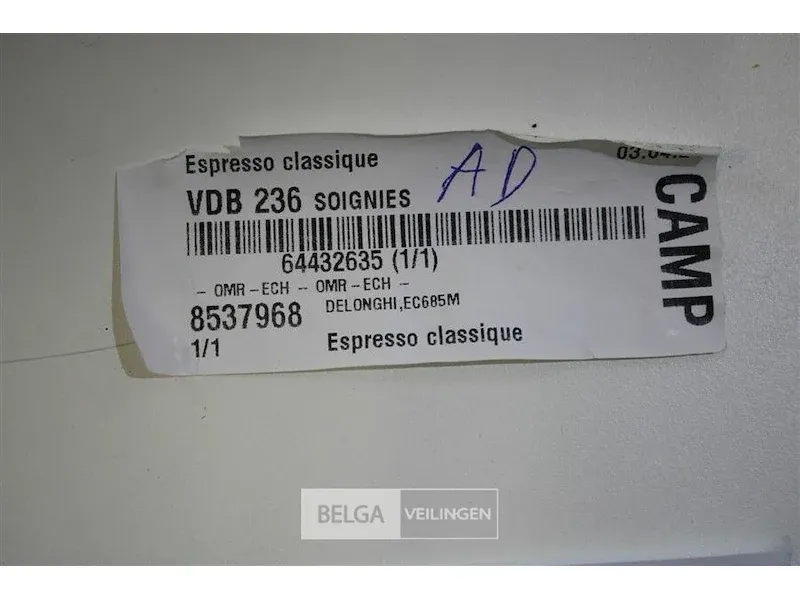 Espresso classique
AD
VDB 236 SOIGNIES
64432635 (1/1)
- OMR-ECH - OMR-ECH -
8537968 DELONGHI,EC685M
1/1 Espresso classique
CAMP
BELGA VEILINGEN